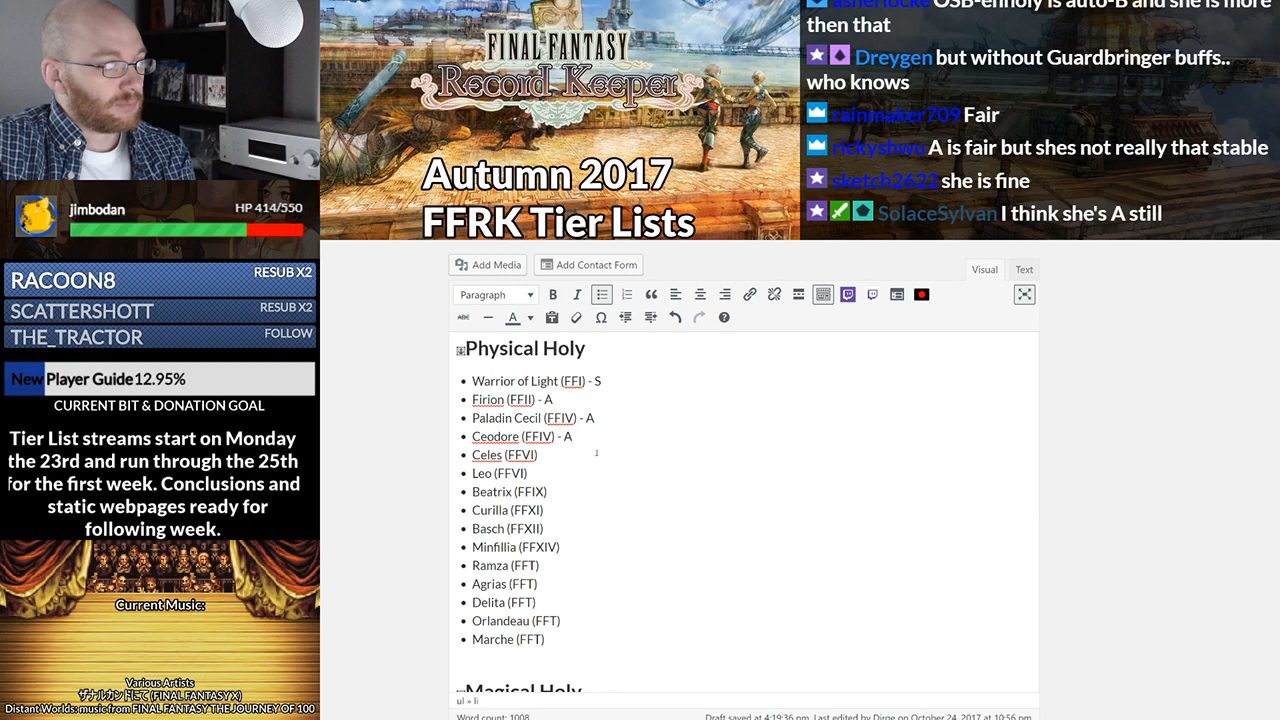 jimbodan
HP 414/550
RACOON8
RESUB X2
SCATTERSHOTT
RESUB X2
THE_TRACTOR
FOLLOW
New Player Guide 12.95%
CURRENT BIT & DONATION GOAL
Tier List streams start on Monday
the 23rd and run through the 25th
for the first week. Conclusions and
static webpages ready for
following week.
Current Music:
Various Artists
ザナルカンドにて (FINAL FANTASY X)
Distant Worlds: music from FINAL FANTASY THE JOURNEY OF 100
FINAL FANTASY
Record Keeper
Autumn 2017
FFRK Tier Lists
asherlocke OSB-enholy is auto-B and she is more
then that
Dreygen but without Guardbringer buffs..
who knows
rainmaker709 Fair
rickyshwu A is fair but shes not really that stable
sketch2622 she is fine
SolaceSylvan I think she's A still
Add Media
Add Contact Form
Visual
Text
Paragraph
B
I
ABC
A
Physical Holy
Warrior of Light (FFI) - S
Firion (FFII) - A
Paladin Cecil (FFIV) - A
Ceodore (FFIV) - A
Celes (FFVI)
Leo (FFVI)
Beatrix (FFIX)
Curilla (FFXI)
Basch (FFXII)
Minfillia (FFXIV)
Ramza (FFT)
Agrias (FFT)
Delita (FFT)
Orlandeau (FFT)
Marche (FFT)
Magical Holy
ul » li
Word count: 1008
Draft saved at 4:19:36 pm. Last edited by Dirge on October 24, 2017 at 10:56 pm